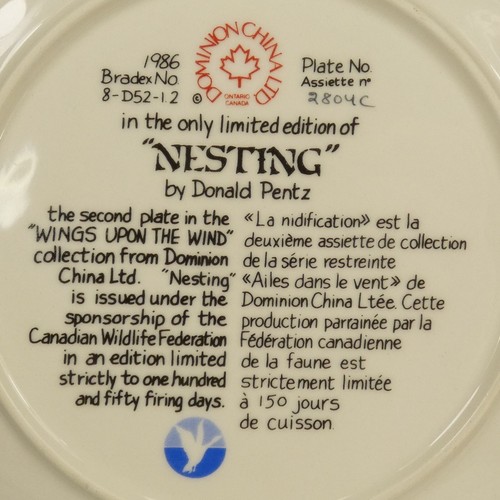 1986
Bradex No.
8-D52-1.2
©
DOMINION CHINA LTD.
ONTARIO
CANADA
Plate No.
Assiette nº
2804C
in the only limited edition of
"NESTING"
by Donald Pentz
the second plate in the
"WINGS UPON THE WIND"
collection from Dominion
China Ltd. "Nesting"
is issued under the
sponsorship of the
Canadian Wildlife Federation
in an edition limited
strictly to one hundred
and fifty firing days.
«La nidification» est la
deuxième assiette de collection
de la série restreinte
«Ailes dans le vent» de
Dominion China Ltée. Cette
production parrainée par la
Fédération canadienne
de la faune est
strictement limitée
à 150 jours
de cuisson.